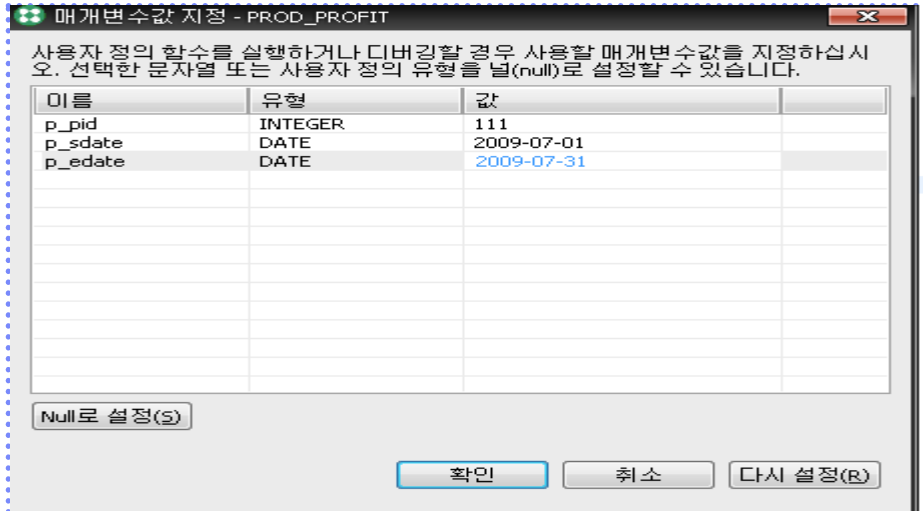 매개변수값 지정 - PROD_PROFIT
사용자 정의 함수를 실행하거나 디버깅할 경우 사용할 매개변수값을 지정하십시
오. 선택한 문자열 또는 사용자 정의 유형을 널(null)로 설정할 수 있습니다.
이름 유형 값
p_pid INTEGER 111
p_sdate DATE 2009-07-01
p_edate DATE 2009-07-31
Null로 설정(S)
확인 취소 다시 설정(R)